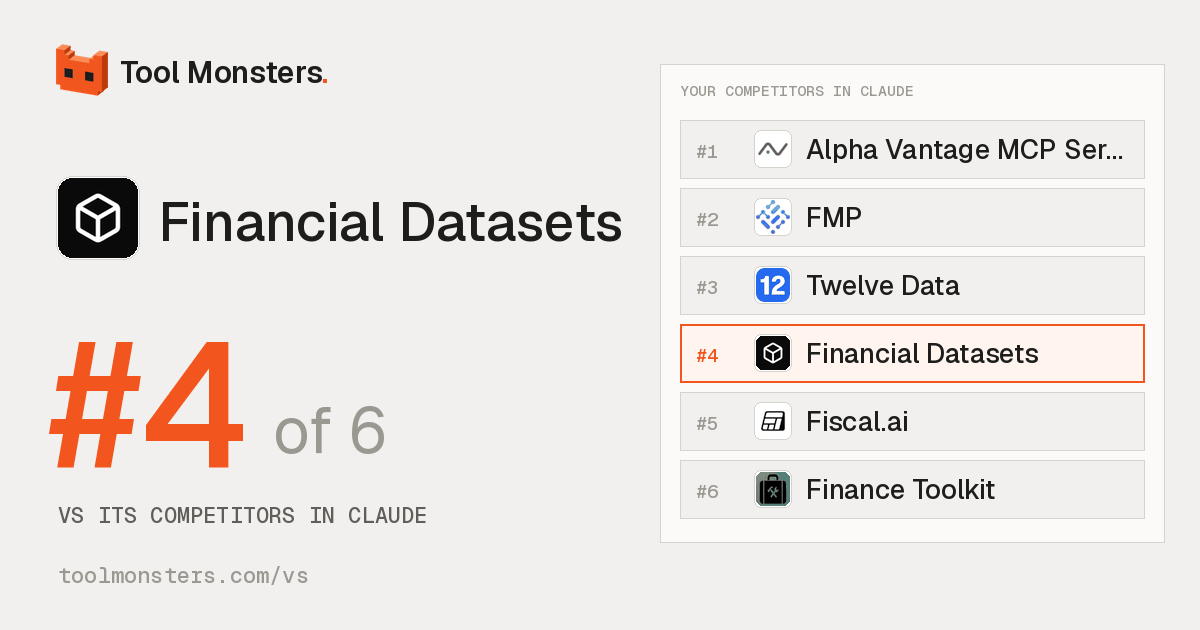 Tool Monsters.
Financial Datasets
#4 of 6
VS ITS COMPETITORS IN CLAUDE
toolmonsters.com/vs
YOUR COMPETITORS IN CLAUDE
#1 Alpha Vantage MCP Ser...
#2 FMP
#3 12 Twelve Data
#4 Financial Datasets
#5 Fiscal.ai
#6 Finance Toolkit